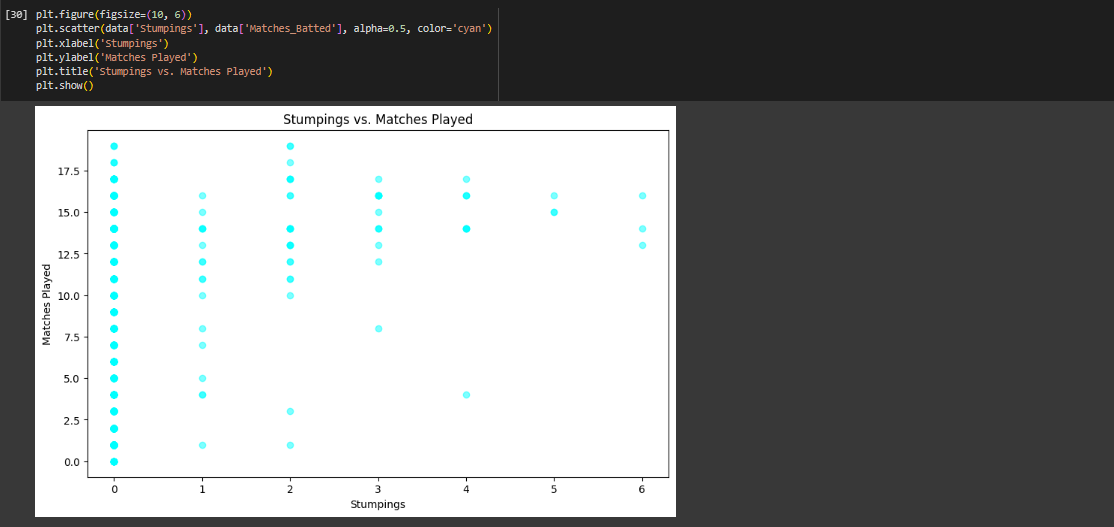 [30] plt.figure(figsize=(10, 6))
plt.scatter(data['Stumpings'], data['Matches_Batted'], alpha=0.5, color='cyan')
plt.xlabel('Stumpings')
plt.ylabel('Matches Played')
plt.title('Stumpings vs. Matches Played')
plt.show()
Stumpings vs. Matches Played
17.5
15.0
12.5
10.0
7.5
5.0
2.5
0.0
Matches Played
0 1 2 3 4 5 6
Stumpings